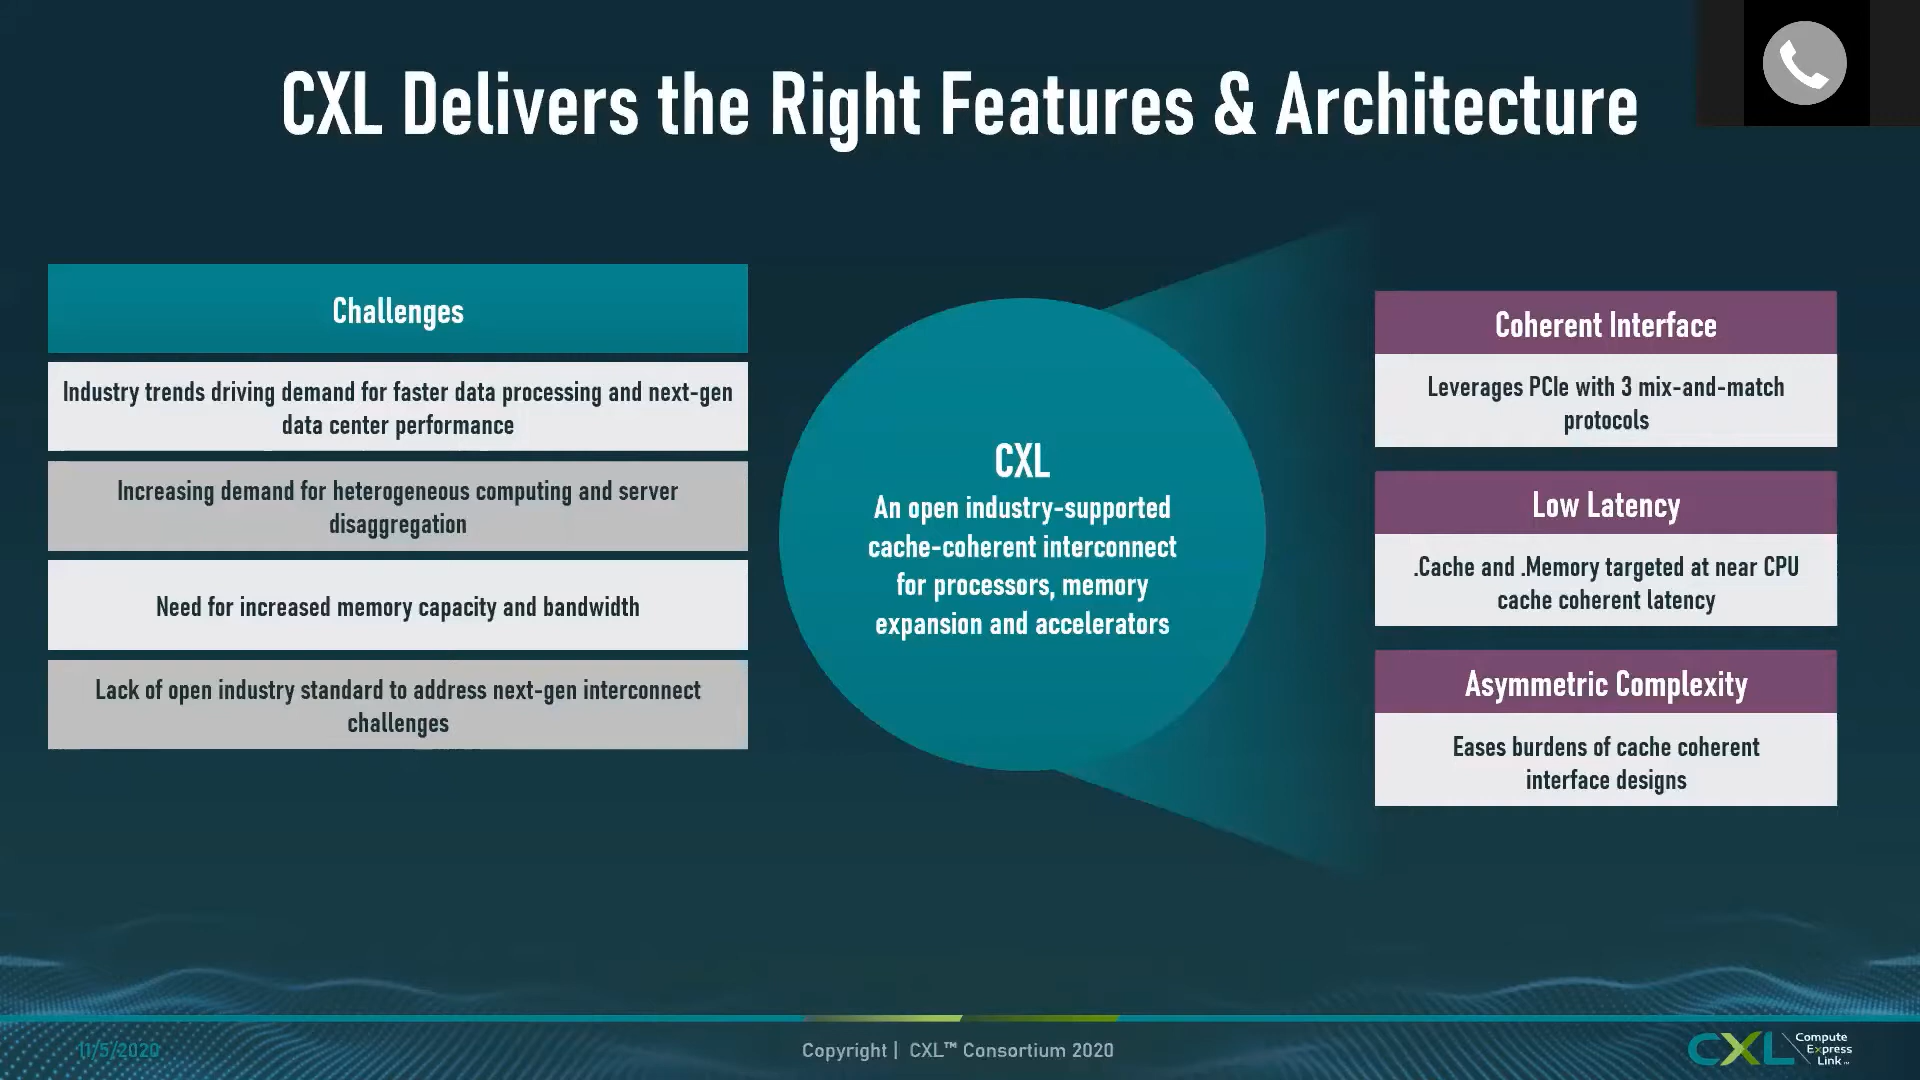 CXL Delivers the Right Features & Architecture
Challenges
Industry trends driving demand for faster data processing and next-gen
data center performance
Increasing demand for heterogeneous computing and server
disaggregation
Need for increased memory capacity and bandwidth
Lack of open industry standard to address next-gen interconnect
challenges
CXL
An open industry-supported
cache-coherent interconnect
for processors, memory
expansion and accelerators
Coherent Interface
Leverages PCIe with 3 mix-and-match
protocols
Low Latency
.Cache and .Memory targeted at near CPU
cache coherent latency
Asymmetric Complexity
Eases burdens of cache coherent
interface designs
11/5/2020
Copyright | CXL™ Consortium 2020
CXL
Compute
Express
Link™